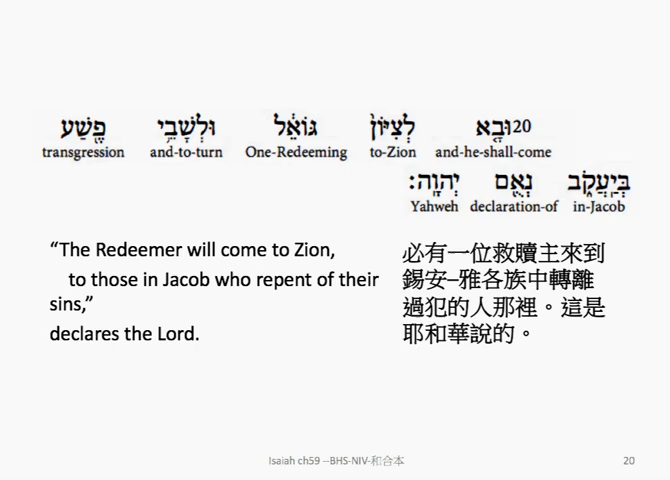 20וּבָ֤א לְצִיּוֹן֙ גּוֹאֵ֔ל וּלְשָׁבֵ֥י פֶ֖שַׁע
transgression and-to-turn One-Redeeming to-Zion and-he-shall-come
בְּיַֽעֲקֹ֑ב נְאֻ֖ם יְהוָֽה׃
Yahweh declaration-of in-Jacob
“The Redeemer will come to Zion,
to those in Jacob who repent of their
sins,”
declares the Lord.
必有一位救贖主來到
錫安–雅各族中轉離
過犯的人那裡。這是
耶和華說的。
Isaiah ch59 --BHS-NIV-和合本
20